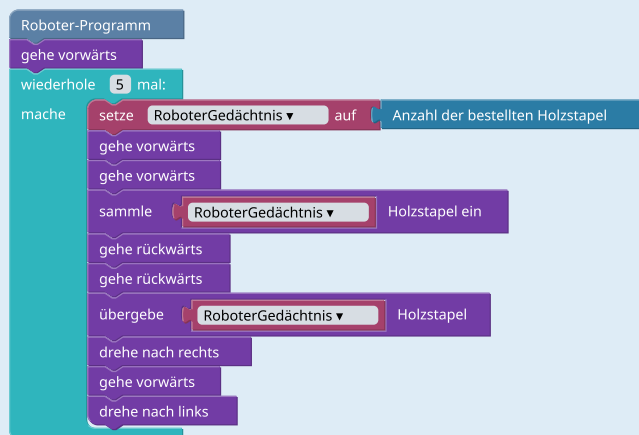 Roboter-Programm
gehe vorwärts
wiederhole 5 mal:
mache setze RoboterGedächtnis ▾ auf Anzahl der bestellten Holzstapel
gehe vorwärts
gehe vorwärts
sammle RoboterGedächtnis ▾ Holzstapel ein
gehe rückwärts
gehe rückwärts
übergebe RoboterGedächtnis ▾ Holzstapel
drehe nach rechts
gehe vorwärts
drehe nach links